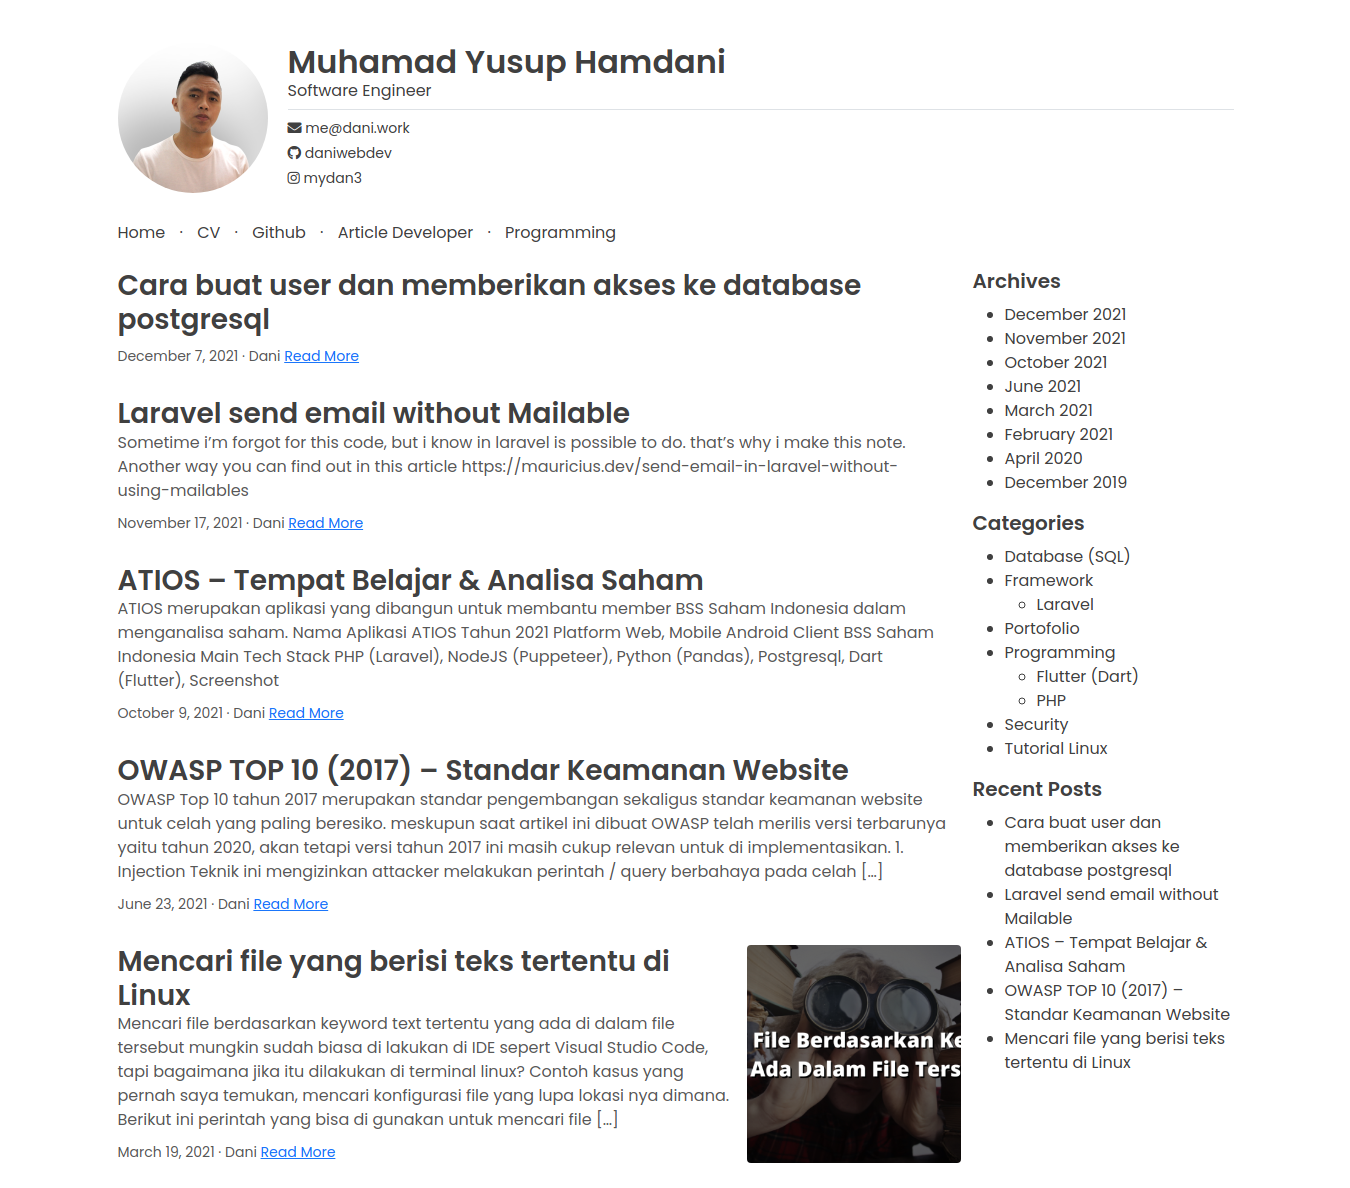 Muhamad Yusup Hamdani
Software Engineer
me@dani.work
daniwebdev
mydan3
Home · CV · Github · Article Developer · Programming
Cara buat user dan memberikan akses ke database
postgresql
December 7, 2021 · Dani Read More
Laravel send email without Mailable
Sometime i’m forgot for this code, but i know in laravel is possible to do. that’s why i make this note.
Another way you can find out in this article https://mauricius.dev/send-email-in-laravel-without-
using-mailables
November 17, 2021 · Dani Read More
ATIOS – Tempat Belajar & Analisa Saham
ATIOS merupakan aplikasi yang dibangun untuk membantu member BSS Saham Indonesia dalam
menganalisa saham. Nama Aplikasi ATIOS Tahun 2021 Platform Web, Mobile Android Client BSS Saham
Indonesia Main Tech Stack PHP (Laravel), NodeJS (Puppeteer), Python (Pandas), Postgresql, Dart
(Flutter), Screenshot
October 9, 2021 · Dani Read More
OWASP TOP 10 (2017) – Standar Keamanan Website
OWASP Top 10 tahun 2017 merupakan standar pengembangan sekaligus standar keamanan website
untuk celah yang paling beresiko. meskupun saat artikel ini dibuat OWASP telah merilis versi terbarunya
yaitu tahun 2020, akan tetapi versi tahun 2017 ini masih cukup relevan untuk di implementasikan. 1.
Injection Teknik ini mengizinkan attacker melakukan perintah / query berbahaya pada celah […]
June 23, 2021 · Dani Read More
Mencari file yang berisi teks tertentu di
Linux
Mencari file berdasarkan keyword text tertentu yang ada di dalam file
tersebut mungkin sudah biasa di lakukan di IDE sepert Visual Studio Code,
tapi bagaimana jika itu dilakukan di terminal linux? Contoh kasus yang
pernah saya temukan, mencari konfigurasi file yang lupa lokasi nya dimana.
Berikut ini perintah yang bisa di gunakan untuk mencari file […]
March 19, 2021 · Dani Read More
File Berdasarkan Ke
Ada Dalam File Ters
Archives
December 2021
November 2021
October 2021
June 2021
March 2021
February 2021
April 2020
December 2019
Categories
Database (SQL)
Framework
Laravel
Portofolio
Programming
Flutter (Dart)
PHP
Security
Tutorial Linux
Recent Posts
Cara buat user dan
memberikan akses ke
database postgresql
Laravel send email without
Mailable
ATIOS – Tempat Belajar &
Analisa Saham
OWASP TOP 10 (2017) –
Standar Keamanan Website
Mencari file yang berisi teks
tertentu di Linux